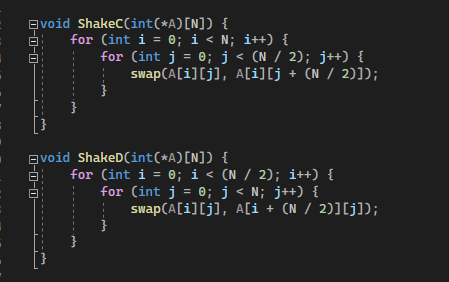 void ShakeC(int(*A)[N]) {
for (int i = 0; i < N; i++) {
for (int j = 0; j < (N / 2); j++) {
swap(A[i][j], A[i][j + (N / 2)]);
}
}
}
void ShakeD(int(*A)[N]) {
for (int i = 0; i < (N / 2); i++) {
for (int j = 0; j < N; j++) {
swap(A[i][j], A[i + (N / 2)][j]);
}
}
}